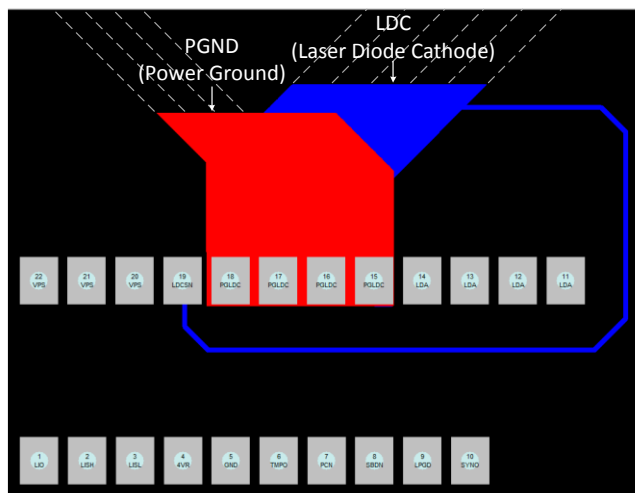 LDC
PGND
(Laser Diode Cathode)
(Power Ground)
22 21 20 19 18 17 16 15 14 13 12 11
VPS VPS VPS LDCSN PGLDC PGLDC PGLDC PGLDC LDA LDA LDA LDA
1 2 3 4 5 6 7 8 9 10
LIO LISH LISL 4VR GND TMPO PCN SBDN LPGD SYNO